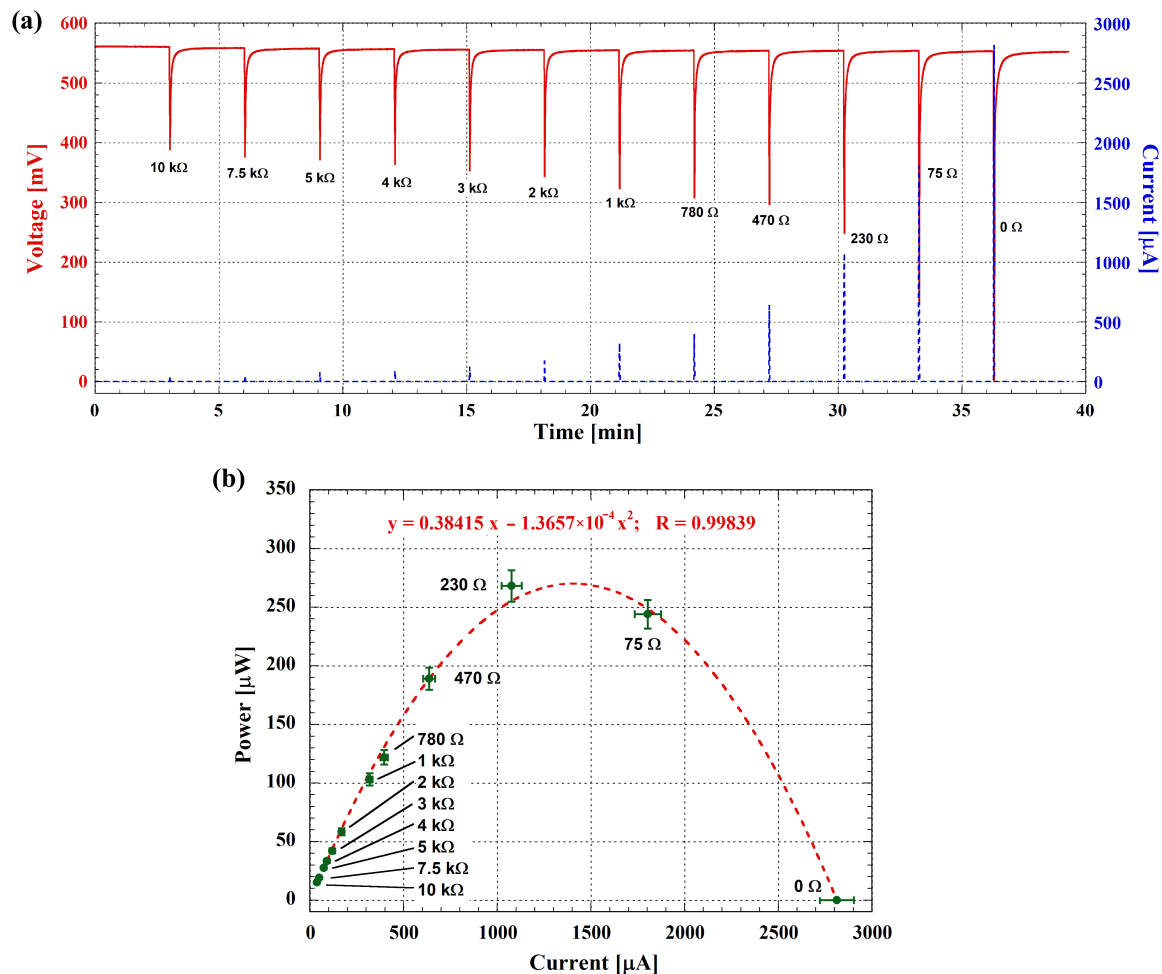 (a)
600
500
400
300
200
100
0
Voltage [mV]
3000
2500
2000
1500
1000
500
0
Current [μA]
10 kΩ
7.5 kΩ
5 kΩ
4 kΩ
3 kΩ
2 kΩ
1 kΩ
780 Ω
470 Ω
230 Ω
75 Ω
0 Ω
0 5 10 15 20 25 30 35 40
Time [min]
(b)
350
300
250
200
150
100
50
0
Power [μW]
y = 0.38415 x − 1.3657×10⁻⁴ x²; R = 0.99839
230 Ω
75 Ω
470 Ω
780 Ω
1 kΩ
2 kΩ
3 kΩ
4 kΩ
5 kΩ
7.5 kΩ
10 kΩ
0 Ω
0 500 1000 1500 2000 2500 3000
Current [μA]